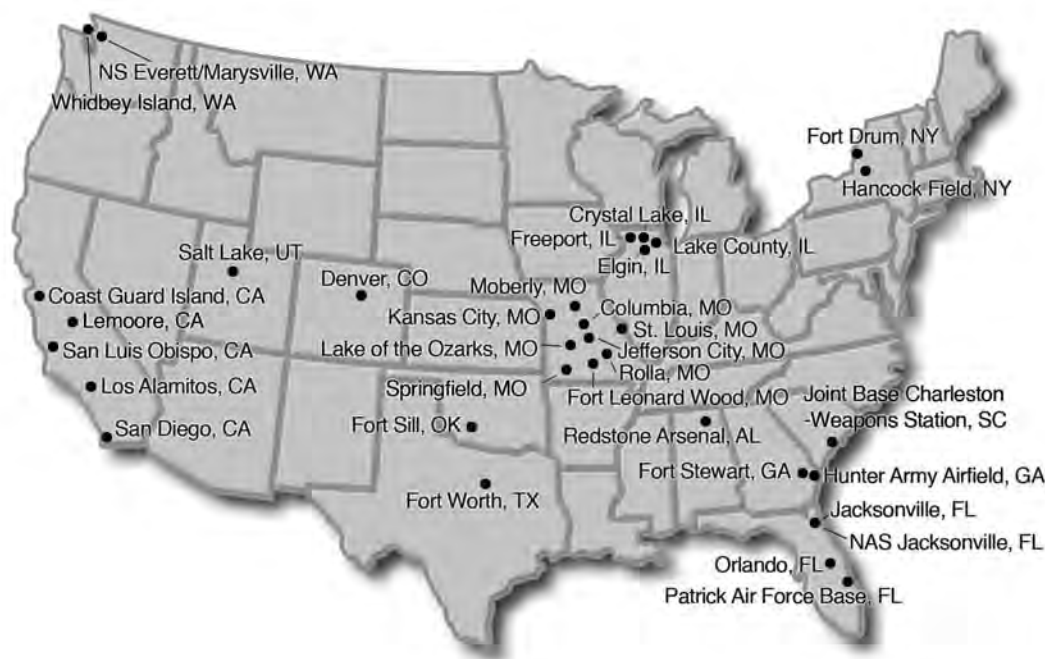 NS Everett/Marysville, WA
Whidbey Island, WA
Fort Drum, NY
Hancock Field, NY
Crystal Lake, IL
Freeport, IL
Lake County, IL
Elgin, IL
Salt Lake, UT
Denver, CO
Moberly, MO
Coast Guard Island, CA
Columbia, MO
Kansas City, MO
Lemoore, CA
St. Louis, MO
San Luis Obispo, CA
Lake of the Ozarks, MO
Jefferson City, MO
Rolla, MO
Los Alamitos, CA
Springfield, MO
Fort Leonard Wood, MO
Joint Base Charleston
-Weapons Station, SC
San Diego, CA
Fort Sill, OK
Redstone Arsenal, AL
Fort Stewart, GA
Hunter Army Airfield, GA
Fort Worth, TX
Jacksonville, FL
NAS Jacksonville, FL
Orlando, FL
Patrick Air Force Base, FL